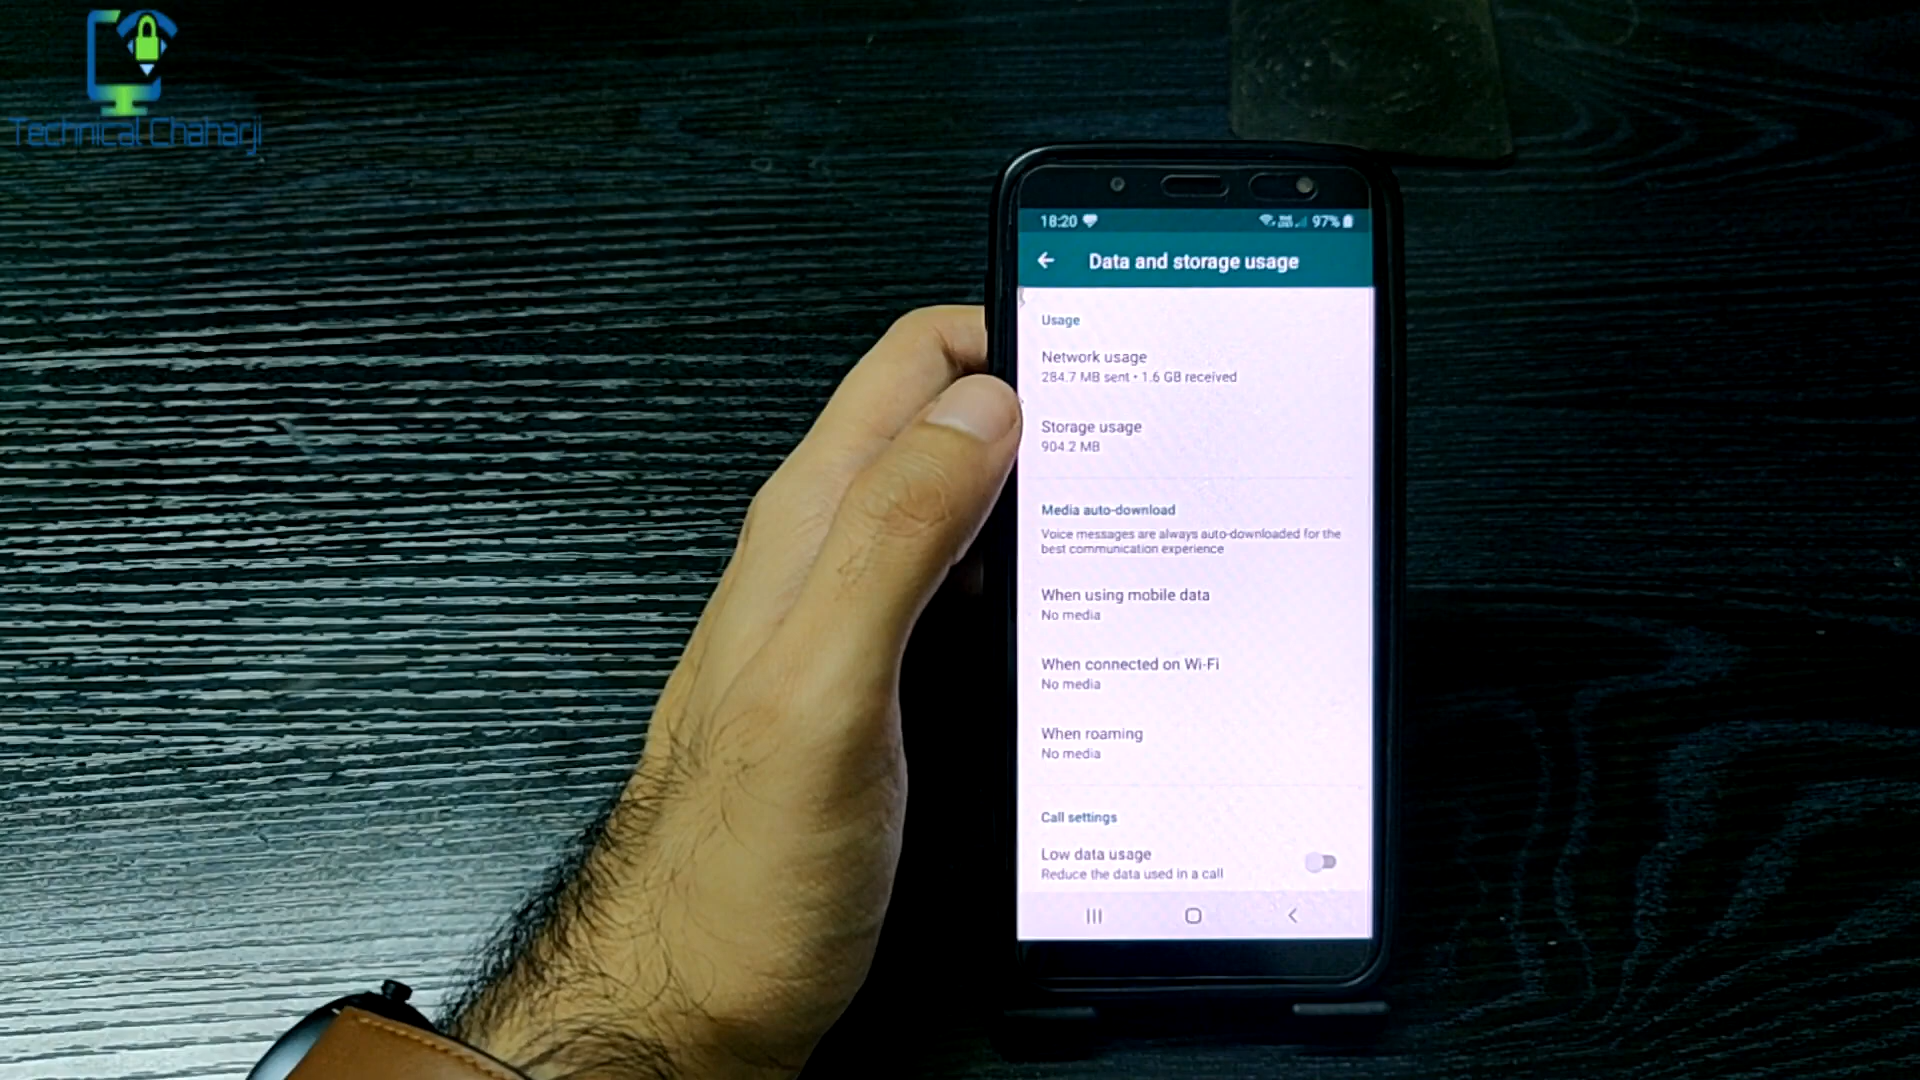 Technical Chaharji
18:20
97%
Data and storage usage
Usage
Network usage
284.7 MB sent • 1.6 GB received
Storage usage
904.2 MB
Media auto-download
Voice messages are always auto-downloaded for the
best communication experience
When using mobile data
No media
When connected on Wi-Fi
No media
When roaming
No media
Call settings
Low data usage
Reduce the data used in a call